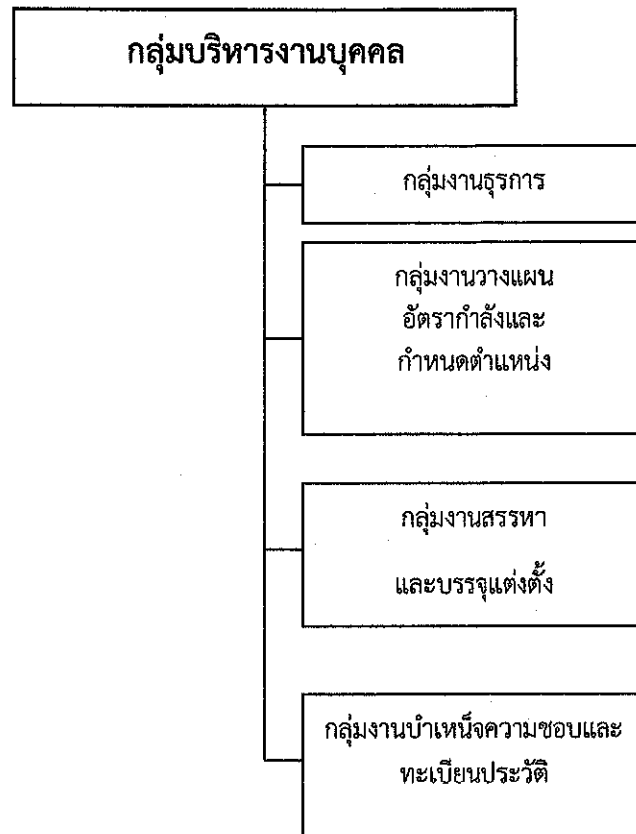 กลุ่มบริหารงานบุคคล
กลุ่มงานธุรการ
กลุ่มงานวางแผน
อัตรากำลังและ
กำหนดตำแหน่ง
กลุ่มงานสรรหา
และบรรจุแต่งตั้ง
กลุ่มงานบำเหน็จความชอบและ
ทะเบียนประวัติ